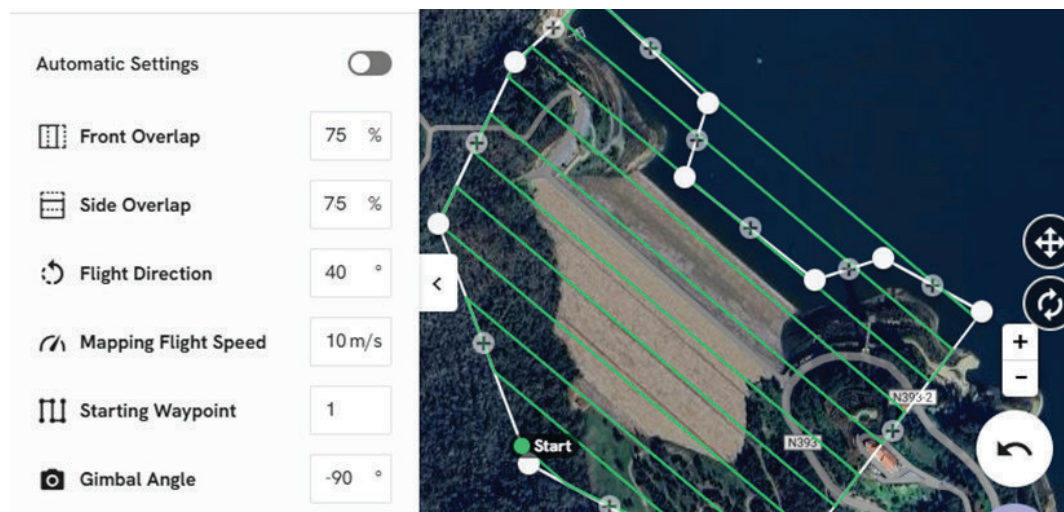 Automatic Settings
Front Overlap 75 %
Side Overlap 75 %
Flight Direction 40 °
Mapping Flight Speed 10 m/s
Starting Waypoint 1
Gimbal Angle -90 °
Start
N393-2
N393